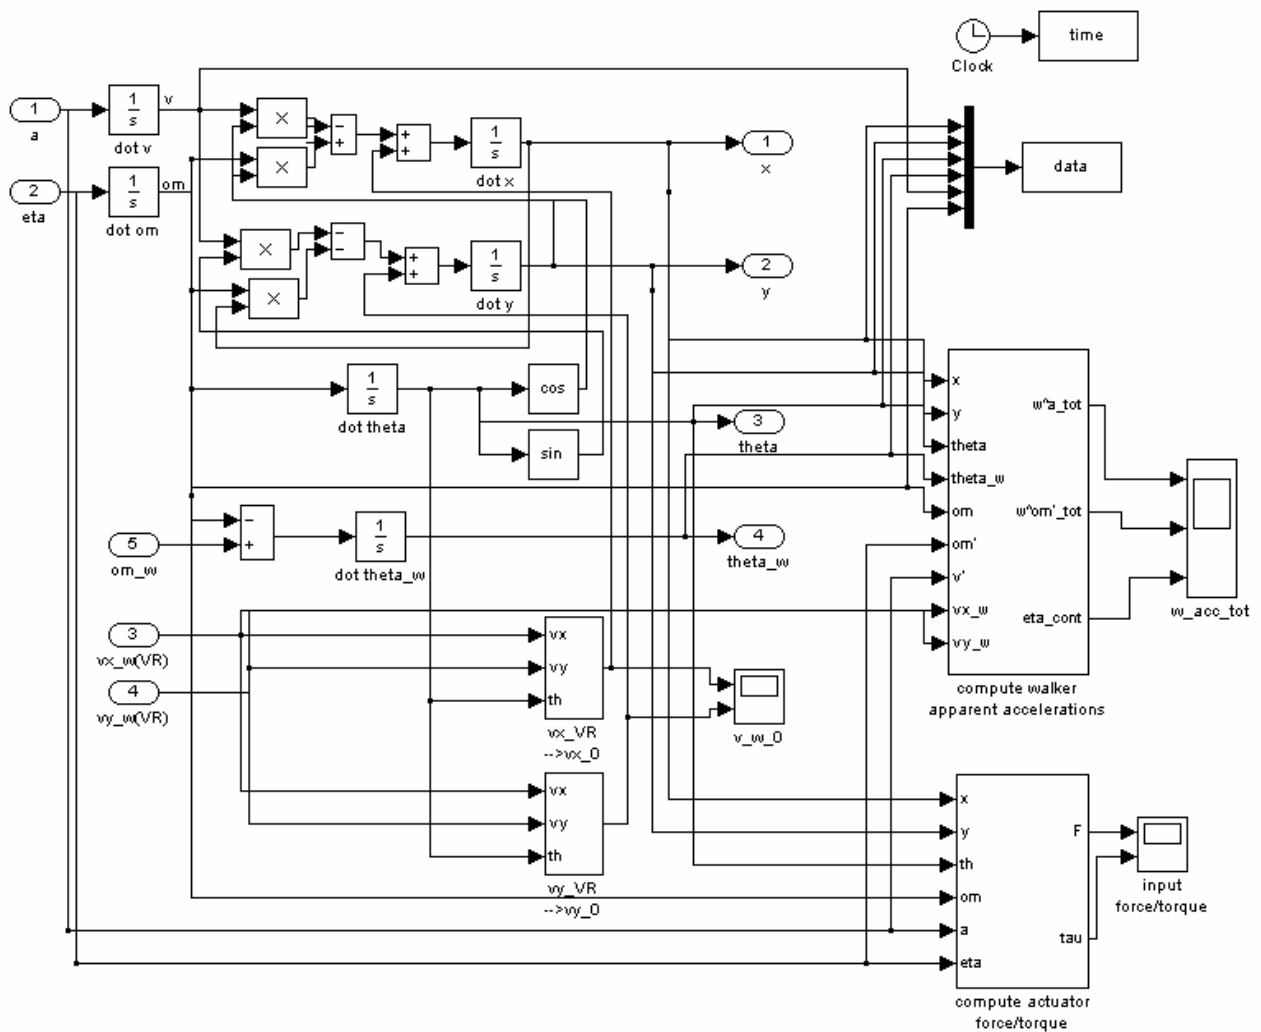 time
Clock
1
a
1
s
dot v
v
×
×
−
+
+
+
1
s
dot x
1
x
data
2
eta
1
s
dot om
om
×
×
−
−
+
+
1
s
dot y
2
y
1
s
dot theta
cos
sin
3
theta
x
y
theta
theta_w
om
om'
v'
vx_w
vy_w
w^a_tot
w^om'_tot
eta_cont
compute walker
apparent accelerations
w_acc_tot
−
+
5
om_w
1
s
dot theta_w
4
theta_w
3
vx_w(VR)
4
vy_w(VR)
vx
vy
th
vx_VR
-->vx_0
v_w_0
vx
vy
th
vy_VR
-->vy_0
x
y
th
om
a
eta
F
tau
compute actuator
force/torque
input
force/torque